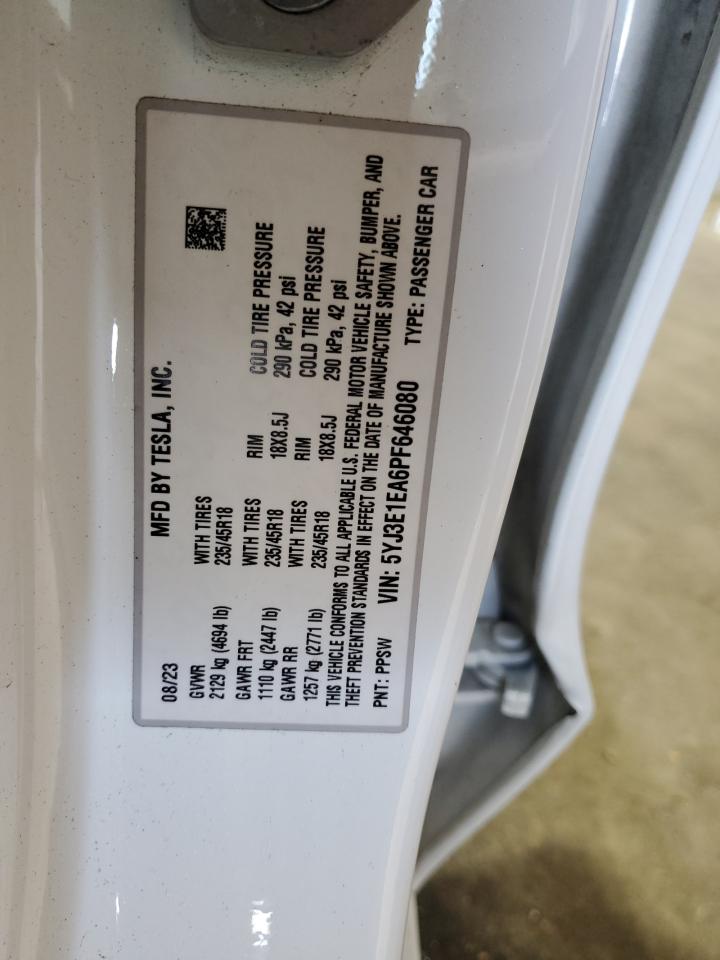 MFD BY TESLA, INC.
08/23
GVWR WITH TIRES
2129 kg (4694 lb) 235/45R18
GAWR FRT WITH TIRES RIM COLD TIRE PRESSURE
1110 kg (2447 lb) 235/45R18 18X8.5J 290 kPa, 42 psi
GAWR RR WITH TIRES RIM COLD TIRE PRESSURE
1257 kg (2771 lb) 235/45R18 18X8.5J 290 kPa, 42 psi
THIS VEHICLE CONFORMS TO ALL APPLICABLE U.S. FEDERAL MOTOR VEHICLE SAFETY, BUMPER, AND
THEFT PREVENTION STANDARDS IN EFFECT ON THE DATE OF MANUFACTURE SHOWN ABOVE.
PNT: PPSW VIN: 5YJ3E1EA6PF646080 TYPE: PASSENGER CAR